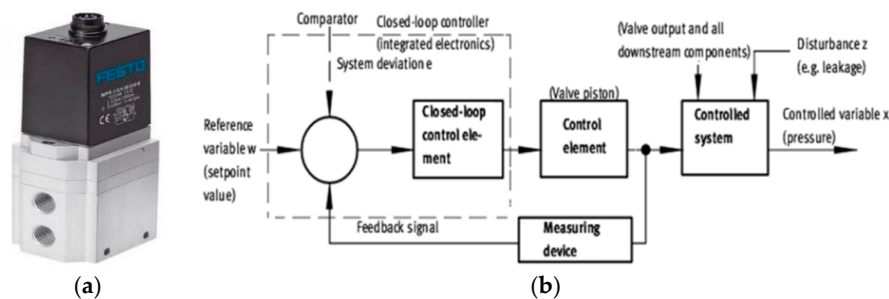 FESTO
Comparator
Closed-loop controller
(integrated electronics)
System deviation e
(Valve output and all
downstream components)
Disturbance z
(e.g. leakage)
Reference
variable w
(setpoint
value)
Closed-loop
control ele-
ment
(Valve piston)
Control
element
Controlled
system
Controlled variable x
(pressure)
Feedback signal
Measuring
device
(a)
(b)